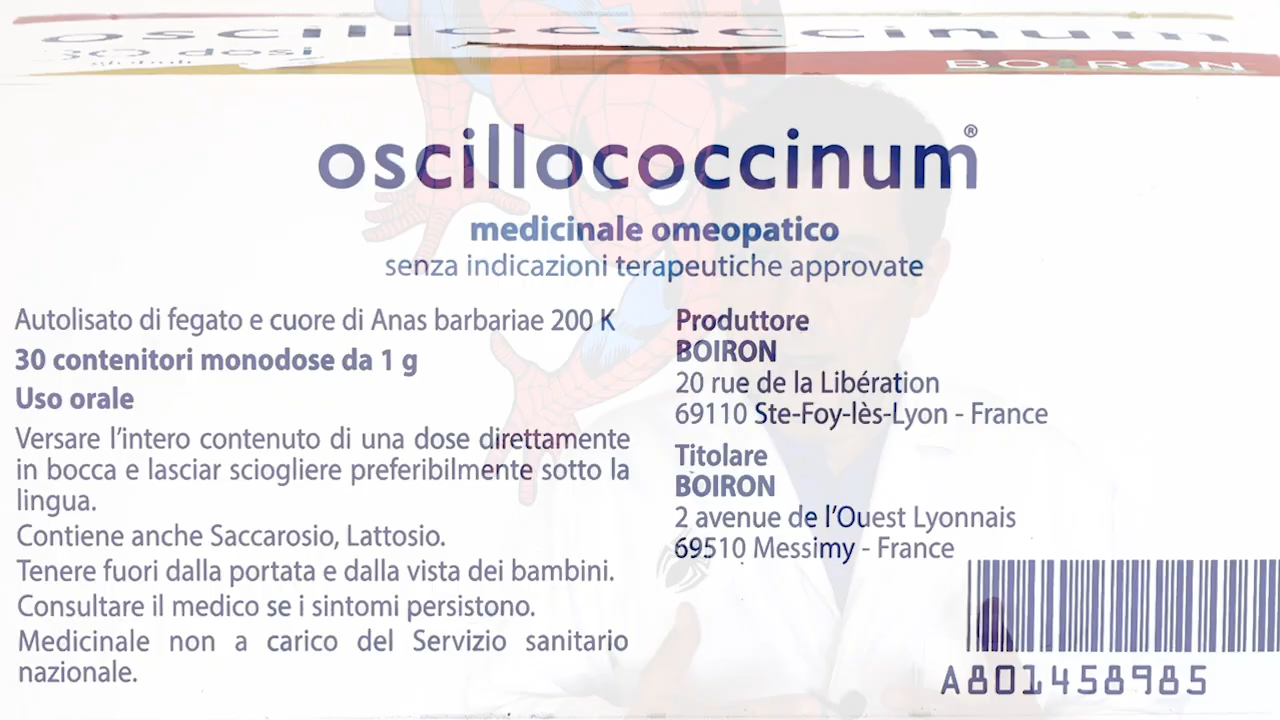 oscillococcinum
30 dosi
BOIRON
oscillococcinum®
medicinale omeopatico
senza indicazioni terapeutiche approvate
Autolisato di fegato e cuore di Anas barbariae 200 K
30 contenitori monodose da 1 g
Uso orale
Versare l'intero contenuto di una dose direttamente
in bocca e lasciar sciogliere preferibilmente sotto la
lingua.
Contiene anche Saccarosio, Lattosio.
Tenere fuori dalla portata e dalla vista dei bambini.
Consultare il medico se i sintomi persistono.
Medicinale non a carico del Servizio sanitario
nazionale.
Produttore
BOIRON
20 rue de la Libération
69110 Ste-Foy-lès-Lyon - France
Titolare
BOIRON
2 avenue de l'Ouest Lyonnais
69510 Messimy - France
A801458985